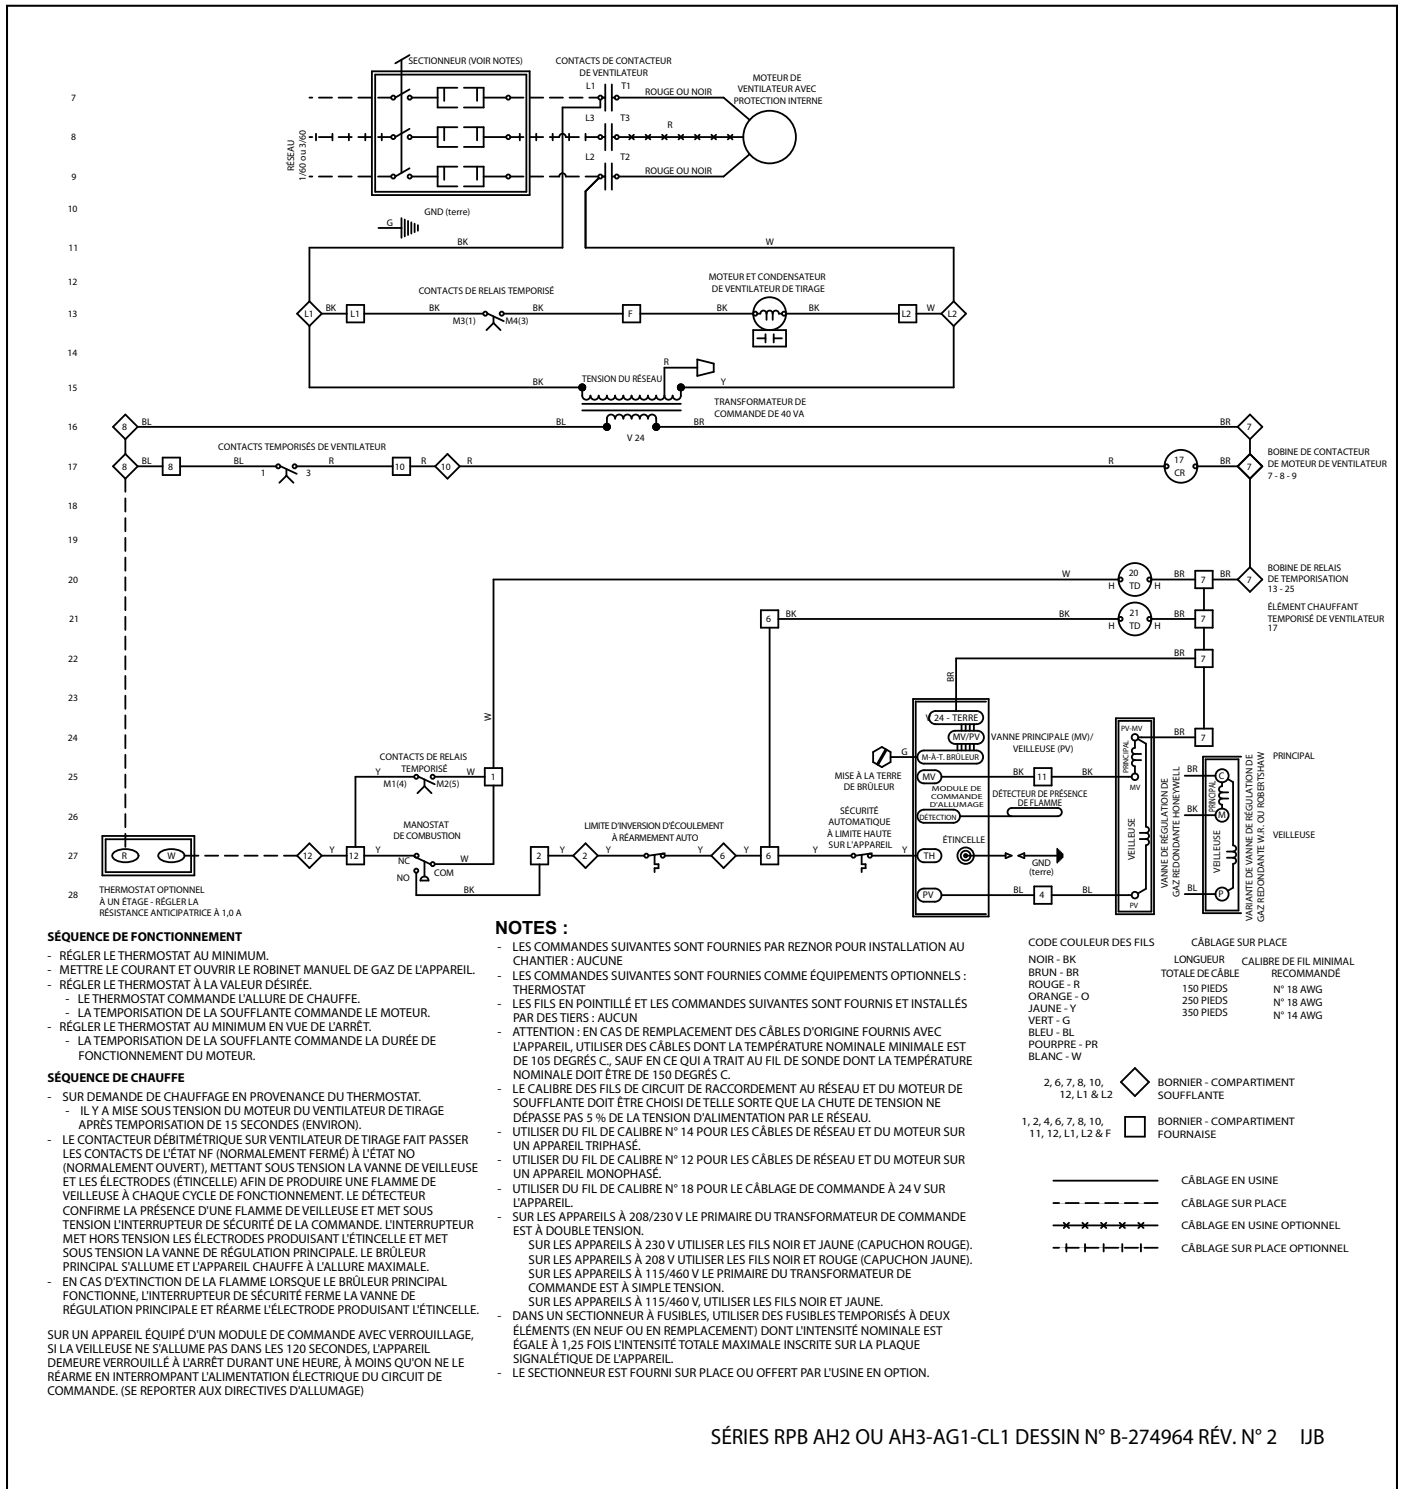 SECTIONNEUR (VOIR NOTES)
CONTACTS DE CONTACTEUR
DE VENTILATEUR
MOTEUR DE
VENTILATEUR AVEC
PROTECTION INTERNE
L1 T1
ROUGE OU NOIR
7
L3 T3
R
8
RÉSEAU
1/60 ou 3/60
L2 T2
ROUGE OU NOIR
9
10
GND (terre)
G
11
BK
W
12
MOTEUR ET CONDENSATEUR
DE VENTILATEUR DE TIRAGE
CONTACTS DE RELAIS TEMPORISÉ
13
L1 BK L1 BK M3(1) M4(3) BK F BK BK L2 W L2
14
15
BK
TENSION DU RÉSEAU
R
Y
TRANSFORMATEUR DE
COMMANDE DE 40 VA
16
8 BL BL V 24 BR BR 7
CONTACTS TEMPORISÉS DE VENTILATEUR
17
8 BL 8 BL 1 3 R 10 R 10 R R 17 CR BR 7
BOBINE DE CONTACTEUR
DE MOTEUR DE VENTILATEUR
7 - 8 - 9
18
19
20
W H 20 TD H BR 7 BR 7
BOBINE DE RELAIS
DE TEMPORISATION
13 - 25
21
6 BK BK H 21 TD H BR 7
ÉLÉMENT CHAUFFANT
TEMPORISÉ DE VENTILATEUR
17
22
BR 7
BR
23
W
V 24 - TERRE
24
MV/PV
VANNE PRINCIPALE (MV)/
VEILLEUSE (PV)
PV-MV
BR 7
G
M-À-T. BRÛLEUR
MISE À LA TERRE
DE BRÛLEUR
PRINCIPAL
MV
PRINCIPAL
CONTACTS DE RELAIS
TEMPORISÉ
25
Y M1(4) M2(5) W 1
MV BK 11 BK
BR C
MODULE DE
COMMANDE
D'ALLUMAGE
DÉTECTEUR DE PRÉSENCE
DE FLAMME
DÉTECTION
26
MANOSTAT
DE COMBUSTION
LIMITE D'INVERSION D'ÉCOULEMENT
À RÉARMEMENT AUTO
SÉCURITÉ
AUTOMATIQUE
À LIMITE HAUTE
SUR L'APPAREIL
ÉTINCELLE
VEILLEUSE
VANNE DE RÉGULATION DE
GAZ REDONDANTE HONEYWELL
BK M
PRINCIPAL
VEILLEUSE
VEILLEUSE
VARIANTE DE VANNE DE RÉGULATION DE
GAZ REDONDANTE W.R. OU ROBERTSHAW
27
R W 12 Y 12 Y NC W COM 2 Y 2 Y Y 6 Y 6 Y Y TH
GND
(terre)
28
NO BK
PV BL 4 BL PV
BL P
THERMOSTAT OPTIONNEL
À UN ÉTAGE - RÉGLER LA
RÉSISTANCE ANTICIPATRICE À 1,0 A
SÉQUENCE DE FONCTIONNEMENT
- RÉGLER LE THERMOSTAT AU MINIMUM.
- METTRE LE COURANT ET OUVRIR LE ROBINET MANUEL DE GAZ DE L'APPAREIL.
- RÉGLER LE THERMOSTAT À LA VALEUR DÉSIRÉE.
- LE THERMOSTAT COMMANDE L'ALLURE DE CHAUFFE.
- LA TEMPORISATION DE LA SOUFFLANTE COMMANDE LE MOTEUR.
- RÉGLER LE THERMOSTAT AU MINIMUM EN VUE DE L'ARRÊT.
- LA TEMPORISATION DE LA SOUFFLANTE COMMANDE LA DURÉE DE
FONCTIONNEMENT DU MOTEUR.
SÉQUENCE DE CHAUFFE
- SUR DEMANDE DE CHAUFFAGE EN PROVENANCE DU THERMOSTAT.
- IL Y A MISE SOUS TENSION DU MOTEUR DU VENTILATEUR DE TIRAGE
APRÈS TEMPORISATION DE 15 SECONDES (ENVIRON).
- LE CONTACTEUR DÉBITMÉTRIQUE SUR VENTILATEUR DE TIRAGE FAIT PASSER
LES CONTACTS DE L'ÉTAT NF (NORMALEMENT FERMÉ) À L'ÉTAT NO
(NORMALEMENT OUVERT), METTANT SOUS TENSION LA VANNE DE VEILLEUSE
ET LES ÉLECTRODES (ÉTINCELLE) AFIN DE PRODUIRE UNE FLAMME DE
VEILLEUSE À CHAQUE CYCLE DE FONCTIONNEMENT. LE DÉTECTEUR
CONFIRME LA PRÉSENCE D'UNE FLAMME DE VEILLEUSE ET MET SOUS
TENSION L'INTERRUPTEUR DE SÉCURITÉ DE LA COMMANDE. L'INTERRUPTEUR
MET HORS TENSION LES ÉLECTRODES PRODUISANT L'ÉTINCELLE ET MET
SOUS TENSION LA VANNE DE RÉGULATION PRINCIPALE. LE BRÛLEUR
PRINCIPAL S'ALLUME ET L'APPAREIL CHAUFFE À L'ALLURE MAXIMALE.
- EN CAS D'EXTINCTION DE LA FLAMME LORSQUE LE BRÛLEUR PRINCIPAL
FONCTIONNE, L'INTERRUPTEUR DE SÉCURITÉ FERME LA VANNE DE
RÉGULATION PRINCIPALE ET RÉARME L'ÉLECTRODE PRODUISANT L'ÉTINCELLE.
SUR UN APPAREIL ÉQUIPÉ D'UN MODULE DE COMMANDE AVEC VERROUILLAGE,
SI LA VEILLEUSE NE S'ALLUME PAS DANS LES 120 SECONDES, L'APPAREIL
DEMEURE VERROUILLÉ À L'ARRÊT DURANT UNE HEURE, À MOINS QU'ON NE LE
RÉARME EN INTERROMPANT L'ALIMENTATION ÉLECTRIQUE DU CIRCUIT DE
COMMANDE. (SE REPORTER AUX DIRECTIVES D'ALLUMAGE)
NOTES :
- LES COMMANDES SUIVANTES SONT FOURNIES PAR REZNOR POUR INSTALLATION AU
CHANTIER : AUCUNE
- LES COMMANDES SUIVANTES SONT FOURNIES COMME ÉQUIPEMENTS OPTIONNELS :
THERMOSTAT
- LES FILS EN POINTILLÉ ET LES COMMANDES SUIVANTES SONT FOURNIS ET INSTALLÉS
PAR DES TIERS : AUCUN
- ATTENTION : EN CAS DE REMPLACEMENT DES CÂBLES D'ORIGINE FOURNIS AVEC
L'APPAREIL, UTILISER DES CÂBLES DONT LA TEMPÉRATURE NOMINALE MINIMALE EST
DE 105 DEGRÉS C., SAUF EN CE QUI A TRAIT AU FIL DE SONDE DONT LA TEMPÉRATURE
NOMINALE DOIT ÊTRE DE 150 DEGRÉS C.
- LE CALIBRE DES FILS DE CIRCUIT DE RACCORDEMENT AU RÉSEAU ET DU MOTEUR DE
SOUFFLANTE DOIT ÊTRE CHOISI DE TELLE SORTE QUE LA CHUTE DE TENSION NE
DÉPASSE PAS 5 % DE LA TENSION D'ALIMENTATION PAR LE RÉSEAU.
- UTILISER DU FIL DE CALIBRE N° 14 POUR LES CÂBLES DE RÉSEAU ET DU MOTEUR SUR
UN APPAREIL TRIPHASÉ.
- UTILISER DU FIL DE CALIBRE N° 12 POUR LES CÂBLES DE RÉSEAU ET DU MOTEUR SUR
UN APPAREIL MONOPHASÉ.
- UTILISER DU FIL DE CALIBRE N° 18 POUR LE CÂBLAGE DE COMMANDE À 24 V SUR
L'APPAREIL.
- SUR LES APPAREILS À 208/230 V LE PRIMAIRE DU TRANSFORMATEUR DE COMMANDE
EST À DOUBLE TENSION.
SUR LES APPAREILS À 230 V UTILISER LES FILS NOIR ET JAUNE (CAPUCHON ROUGE).
SUR LES APPAREILS À 208 V UTILISER LES FILS NOIR ET ROUGE (CAPUCHON JAUNE).
SUR LES APPAREILS À 115/460 V LE PRIMAIRE DU TRANSFORMATEUR DE
COMMANDE EST À SIMPLE TENSION.
SUR LES APPAREILS À 115/460 V, UTILISER LES FILS NOIR ET JAUNE.
- DANS UN SECTIONNEUR À FUSIBLES, UTILISER DES FUSIBLES TEMPORISÉS À DEUX
ÉLÉMENTS (EN NEUF OU EN REMPLACEMENT) DONT L'INTENSITÉ NOMINALE EST
ÉGALE À 1,25 FOIS L'INTENSITÉ TOTALE MAXIMALE INSCRITE SUR LA PLAQUE
SIGNALÉTIQUE DE L'APPAREIL.
- LE SECTIONNEUR EST FOURNI SUR PLACE OU OFFERT PAR L'USINE EN OPTION.
CODE COULEUR DES FILS
NOIR - BK
BRUN - BR
ROUGE - R
ORANGE - O
JAUNE - Y
VERT - G
BLEU - BL
POURPRE - PR
BLANC - W
CÂBLAGE SUR PLACE
LONGUEUR CALIBRE DE FIL MINIMAL
TOTALE DE CÂBLE RECOMMANDÉ
150 PIEDS N° 18 AWG
250 PIEDS N° 18 AWG
350 PIEDS N° 14 AWG
2, 6, 7, 8, 10, BORNIER - COMPARTIMENT
12, L1 & L2 SOUFFLANTE
1, 2, 4, 6, 7, 8, 10, BORNIER - COMPARTIMENT
11, 12, L1, L2 & F FOURNAISE
CÂBLAGE EN USINE
CÂBLAGE SUR PLACE
CÂBLAGE EN USINE OPTIONNEL
CÂBLAGE SUR PLACE OPTIONNEL
SÉRIES RPB AH2 OU AH3-AG1-CL1 DESSIN N° B-274964 RÉV. N° 2 IJB